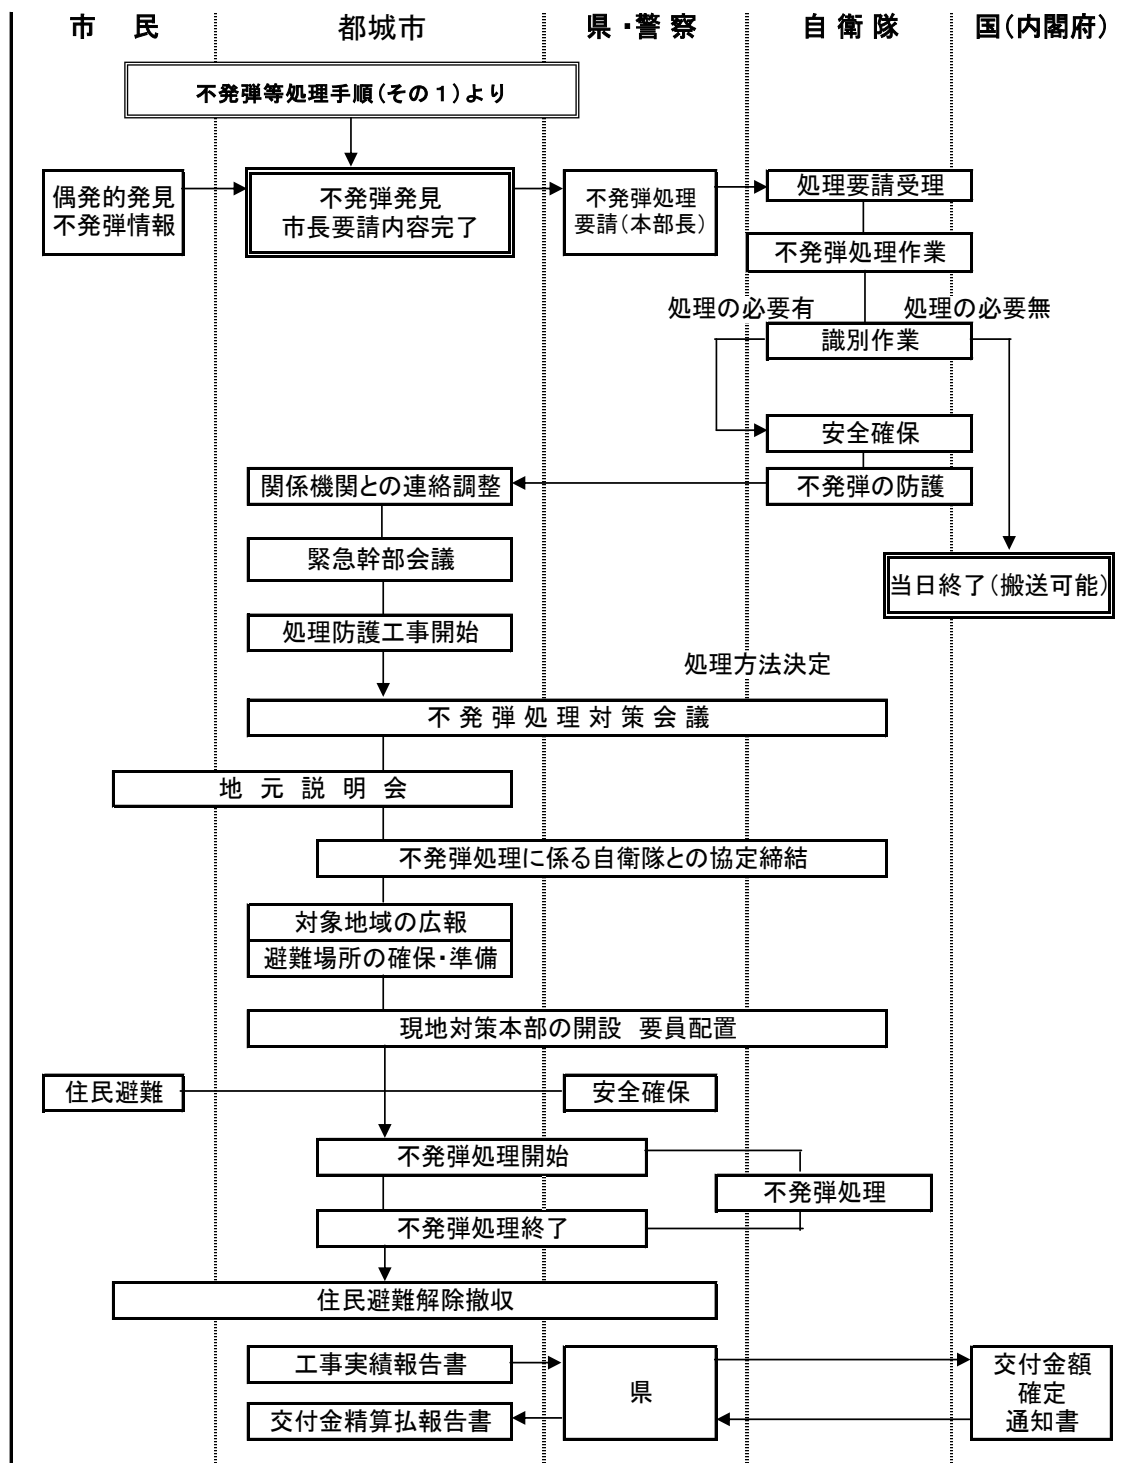 市　民
都城市
県・警察
自衛隊
国(内閣府)
不発弾等処理手順(その１)より
偶発的発見
不発弾情報
不発弾発見
市長要請内容完了
不発弾処理
要請(本部長)
処理要請受理
不発弾処理作業
処理の必要有
処理の必要無
識別作業
安全確保
関係機関との連絡調整
不発弾の防護
緊急幹部会議
当日終了(搬送可能)
処理防護工事開始
処理方法決定
不発弾処理対策会議
地元説明会
不発弾処理に係る自衛隊との協定締結
対象地域の広報
避難場所の確保・準備
現地対策本部の開設　要員配置
住民避難
安全確保
不発弾処理開始
不発弾処理
不発弾処理終了
住民避難解除撤収
工事実績報告書
県
交付金額
確定
通知書
交付金精算払報告書